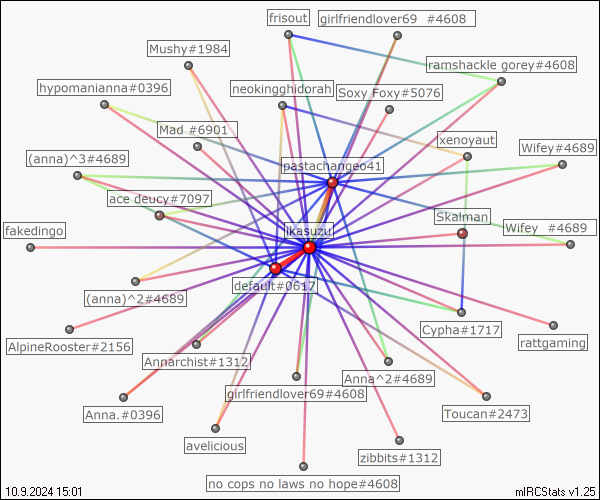 frisout
girlfriendlover69 #4608
Mushy#1984
ramshackle gorey#4608
hypomanianna#0396
neokingghidorah
Soxy Foxy#5076
Mad #6901
xenoyaut
Wifey#4689
(anna)^3#4689
lpastachangeo41
ace deucy#7097
Skalman
fakedingo
ikasuzu!
Wifey #4689
default#0617
(anna)^2#4689
Cypha#1717
rattgaming
AlpineRooster#2156
Annarchist#1312
Anna^2#4689
girlfriendlover69#4608
Anna.#0396
Toucan#2473
avelicious
zibbits#1312
no cops no laws no hope#4608
10.9.2024 15:01
mIRCStats v1.25